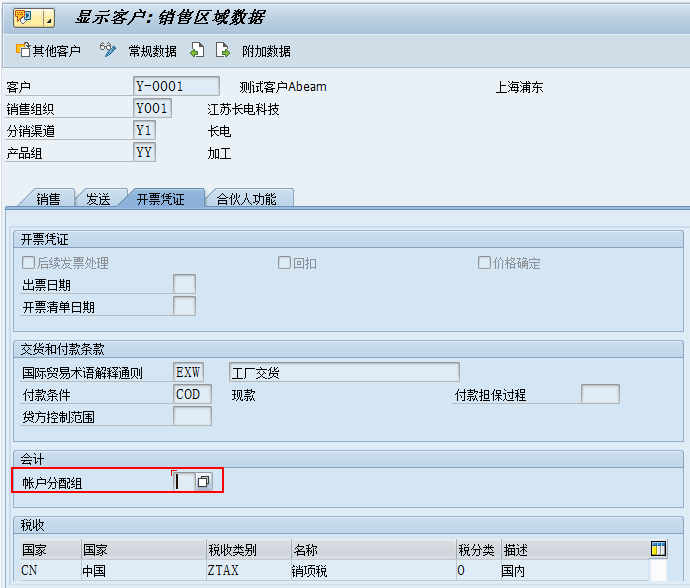 显示客户: 销售区域数据
其他客户 常规数据 附加数据
客户 Y-0001 测试客户Abeam 上海浦东
销售组织 Y001 江苏长电科技
分销渠道 Y1 长电
产品组 YY 加工
销售 发送 开票凭证 合伙人功能
开票凭证
后续发票处理 回扣 价格确定
出票日期
开票清单日期
交货和付款条款
国际贸易术语解释通则 EXW 工厂交货
付款条件 COD 现款 付款担保过程
贷方控制范围
会计
帐户分配组
税收
国家 国家 税收类别 名称 税分类 描述
CN 中国 ZTAX 销项税 0 国内